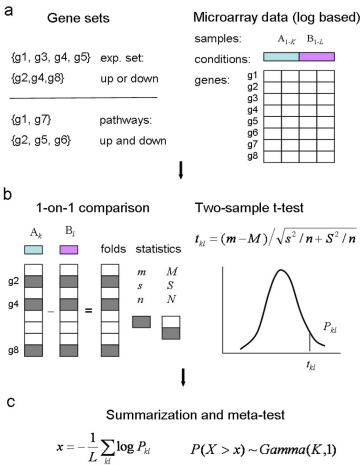 a
Gene sets
{g1, g3, g4, g5} exp. set:
{g2,g4,g8} up or down
{g1, g7} pathways:
{g2, g5, g6} up and down
Microarray data (log based)
samples: A1-K B1-L
conditions:
genes:
g1
g2
g3
g4
g5
g6
g7
g8
b
1-on-1 comparison
Ak Bl folds statistics
g2
g4
g8
– =
m M
s S
n N
Two-sample t-test
tkl = (m – M)/√s²/n + S²/n
Pkl
tkl
c
Summarization and meta-test
x = –1/L ∑kl log Pkl P(X > x) ~ Gamma(K,1)